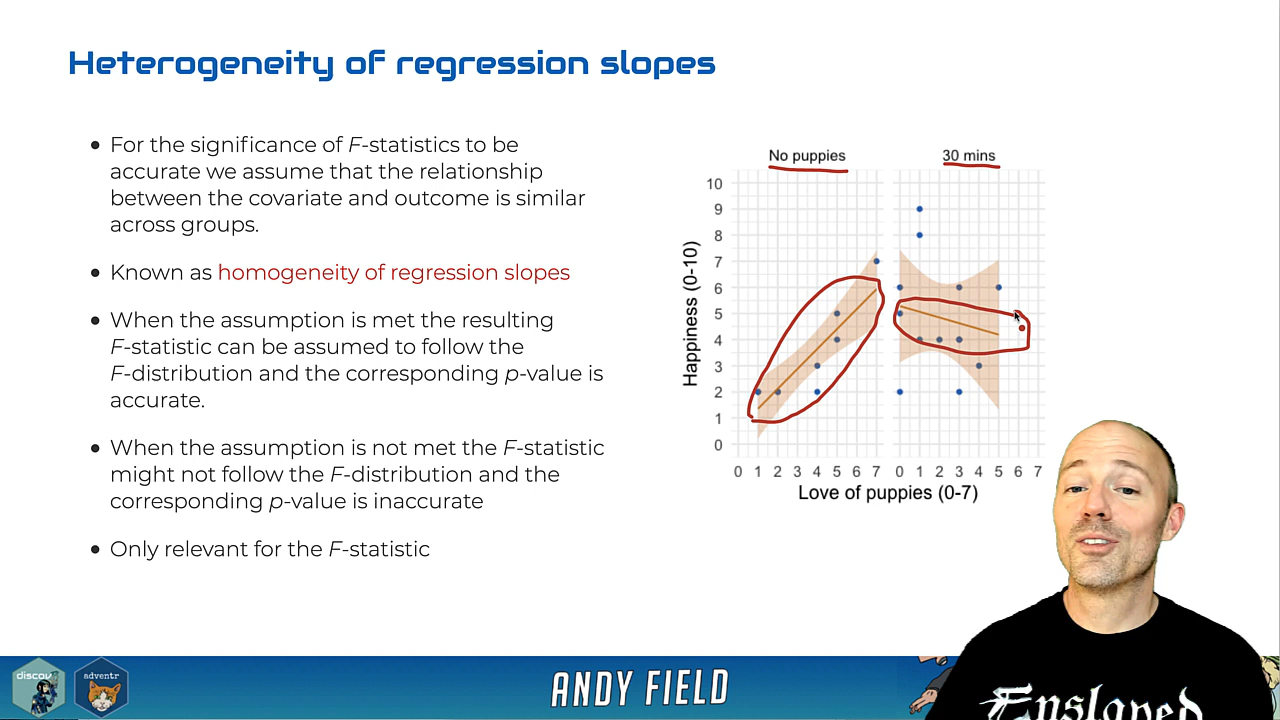 Heterogeneity of regression slopes
• For the significance of F-statistics to be
accurate we assume that the relationship
between the covariate and outcome is similar
across groups.
• Known as homogeneity of regression slopes
• When the assumption is met the resulting
F-statistic can be assumed to follow the
F-distribution and the corresponding p-value is
accurate.
• When the assumption is not met the F-statistic
might not follow the F-distribution and the
corresponding p-value is inaccurate
• Only relevant for the F-statistic
No puppies 30 mins
Happiness (0-10)
10
9
8
7
6
5
4
3
2
1
0
0 1 2 3 4 5 6 7 0 1 2 3 4 5 6 7
Love of puppies (0-7)
discovr adventr
ANDY FIELD
Enslaved